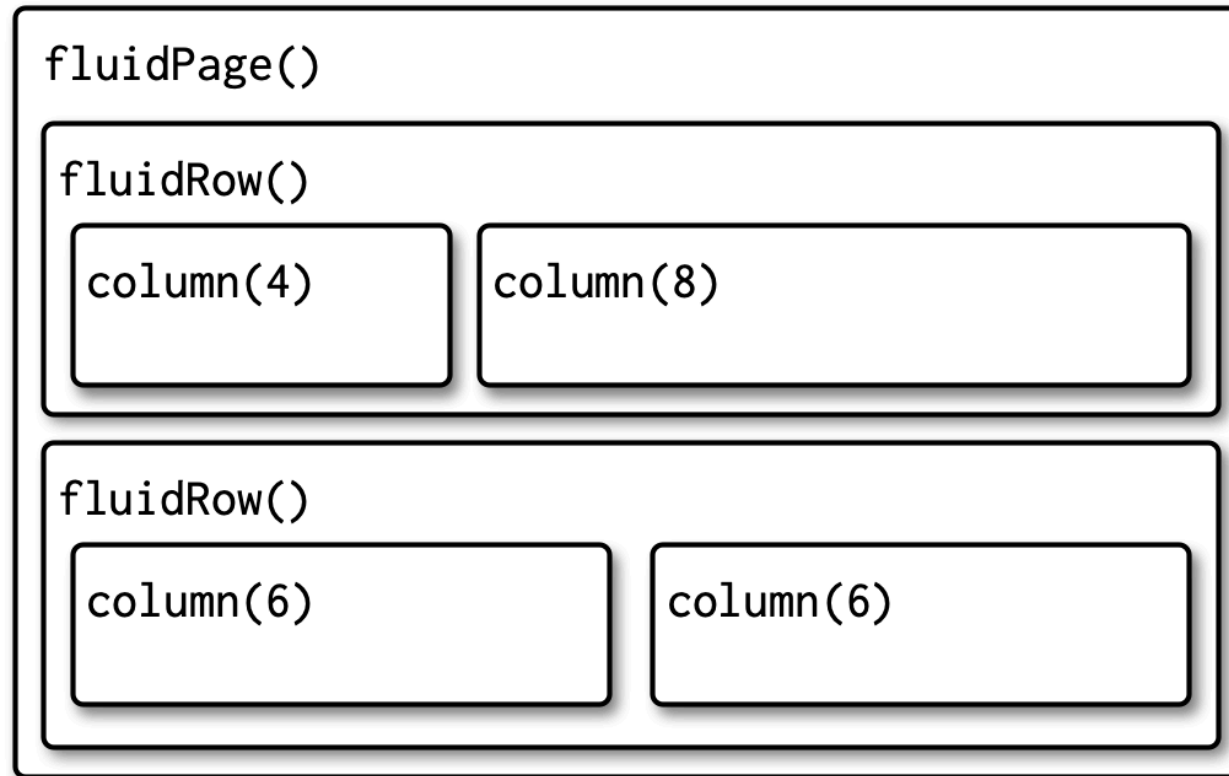 fluidPage()
fluidRow()
column(4) column(8)
fluidRow()
column(6) column(6)